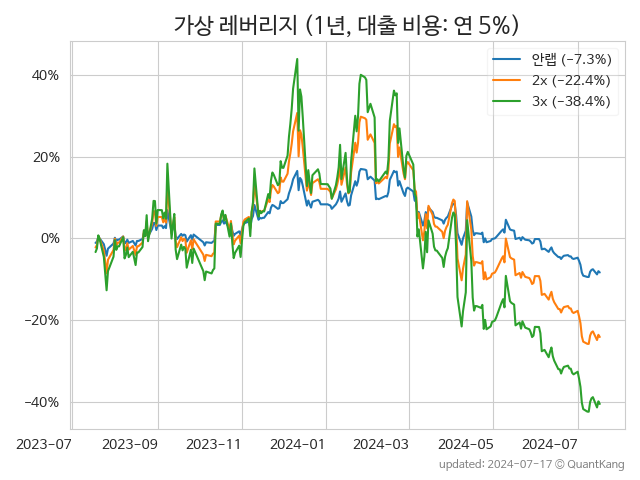 가상 레버리지 (1년, 대출 비용: 연 5%)
안랩 (−7.3%)
2x (−22.4%)
3x (−38.4%)
40%
20%
0%
−20%
−40%
2023-07 2023-09 2023-11 2024-01 2024-03 2024-05 2024-07
updated: 2024-07-17 © QuantKang